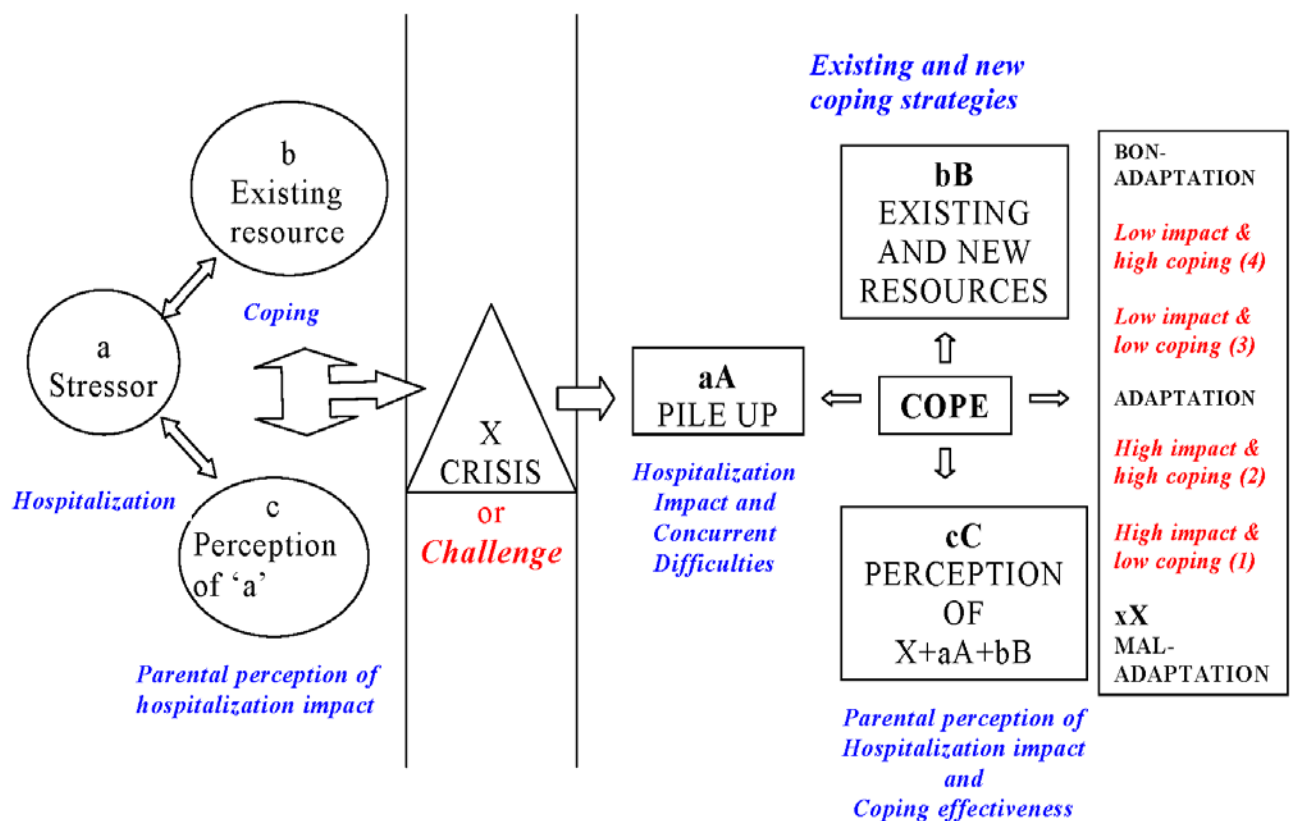 b
Existing
resource
Coping
a
Stressor
Hospitalization
c
Perception
of ‘a’
Parental perception of
hospitalization impact
X
CRISIS
or
Challenge
aA
PILE UP
Hospitalization
Impact and
Concurrent
Difficulties
Existing and new
coping strategies
bB
EXISTING
AND NEW
RESOURCES
COPE
cC
PERCEPTION
OF
X+aA+bB
Parental perception of
Hospitalization impact
and
Coping effectiveness
BON-
ADAPTATION
Low impact &
high coping (4)
Low impact &
low coping (3)
ADAPTATION
High impact &
high coping (2)
High impact &
low coping (1)
xX
MAL-
ADAPTATION